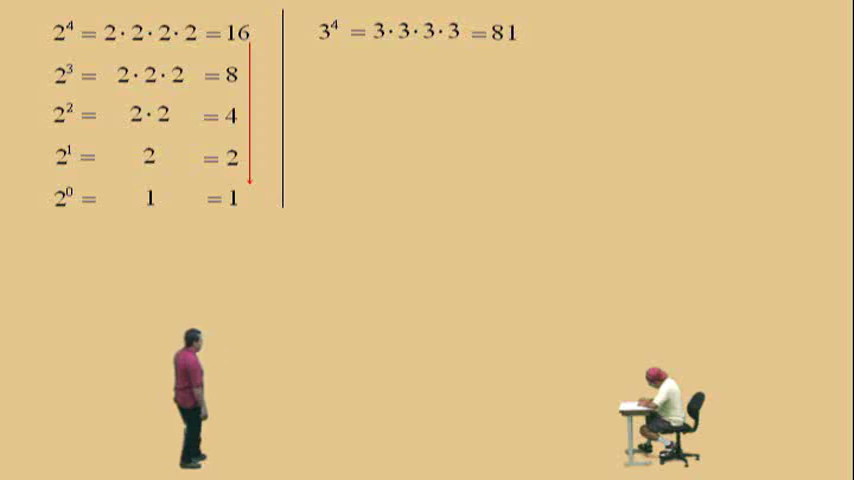 2⁴ = 2·2·2·2 = 16
2³ = 2·2·2 = 8
2² = 2·2 = 4
2¹ = 2 = 2
2⁰ = 1 = 1
3⁴ = 3·3·3·3 = 81